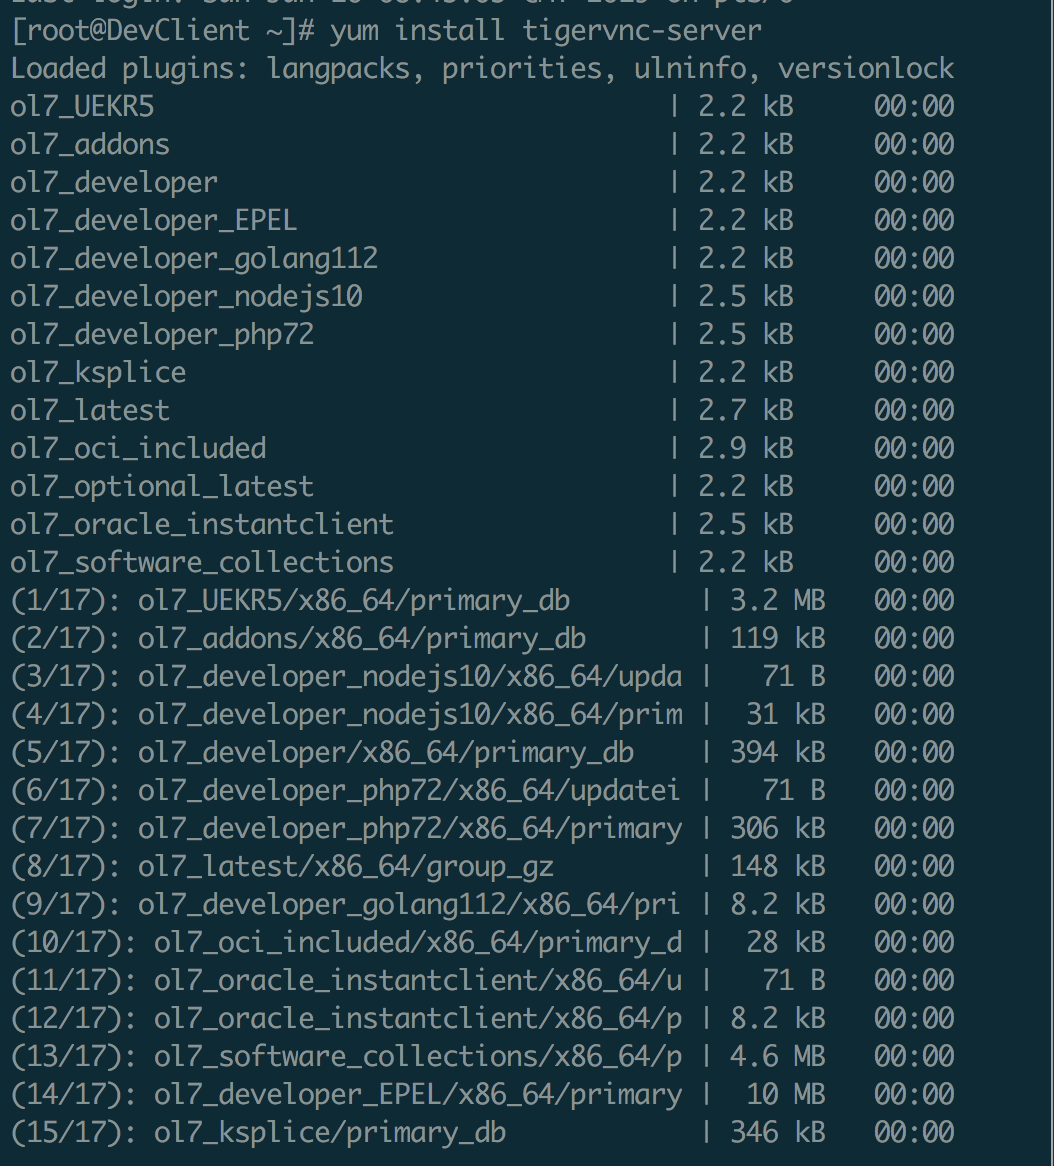 [root@DevClient ~]# yum install tigervnc-server
Loaded plugins: langpacks, priorities, ulninfo, versionlock
ol7_UEKR5 | 2.2 kB 00:00
ol7_addons | 2.2 kB 00:00
ol7_developer | 2.2 kB 00:00
ol7_developer_EPEL | 2.2 kB 00:00
ol7_developer_golang112 | 2.2 kB 00:00
ol7_developer_nodejs10 | 2.5 kB 00:00
ol7_developer_php72 | 2.5 kB 00:00
ol7_ksplice | 2.2 kB 00:00
ol7_latest | 2.7 kB 00:00
ol7_oci_included | 2.9 kB 00:00
ol7_optional_latest | 2.2 kB 00:00
ol7_oracle_instantclient | 2.5 kB 00:00
ol7_software_collections | 2.2 kB 00:00
(1/17): ol7_UEKR5/x86_64/primary_db | 3.2 MB 00:00
(2/17): ol7_addons/x86_64/primary_db | 119 kB 00:00
(3/17): ol7_developer_nodejs10/x86_64/upda | 71 B 00:00
(4/17): ol7_developer_nodejs10/x86_64/prim | 31 kB 00:00
(5/17): ol7_developer/x86_64/primary_db | 394 kB 00:00
(6/17): ol7_developer_php72/x86_64/updatei | 71 B 00:00
(7/17): ol7_developer_php72/x86_64/primary | 306 kB 00:00
(8/17): ol7_latest/x86_64/group_gz | 148 kB 00:00
(9/17): ol7_developer_golang112/x86_64/pri | 8.2 kB 00:00
(10/17): ol7_oci_included/x86_64/primary_d | 28 kB 00:00
(11/17): ol7_oracle_instantclient/x86_64/u | 71 B 00:00
(12/17): ol7_oracle_instantclient/x86_64/p | 8.2 kB 00:00
(13/17): ol7_software_collections/x86_64/p | 4.6 MB 00:00
(14/17): ol7_developer_EPEL/x86_64/primary | 10 MB 00:00
(15/17): ol7_ksplice/primary_db | 346 kB 00:00